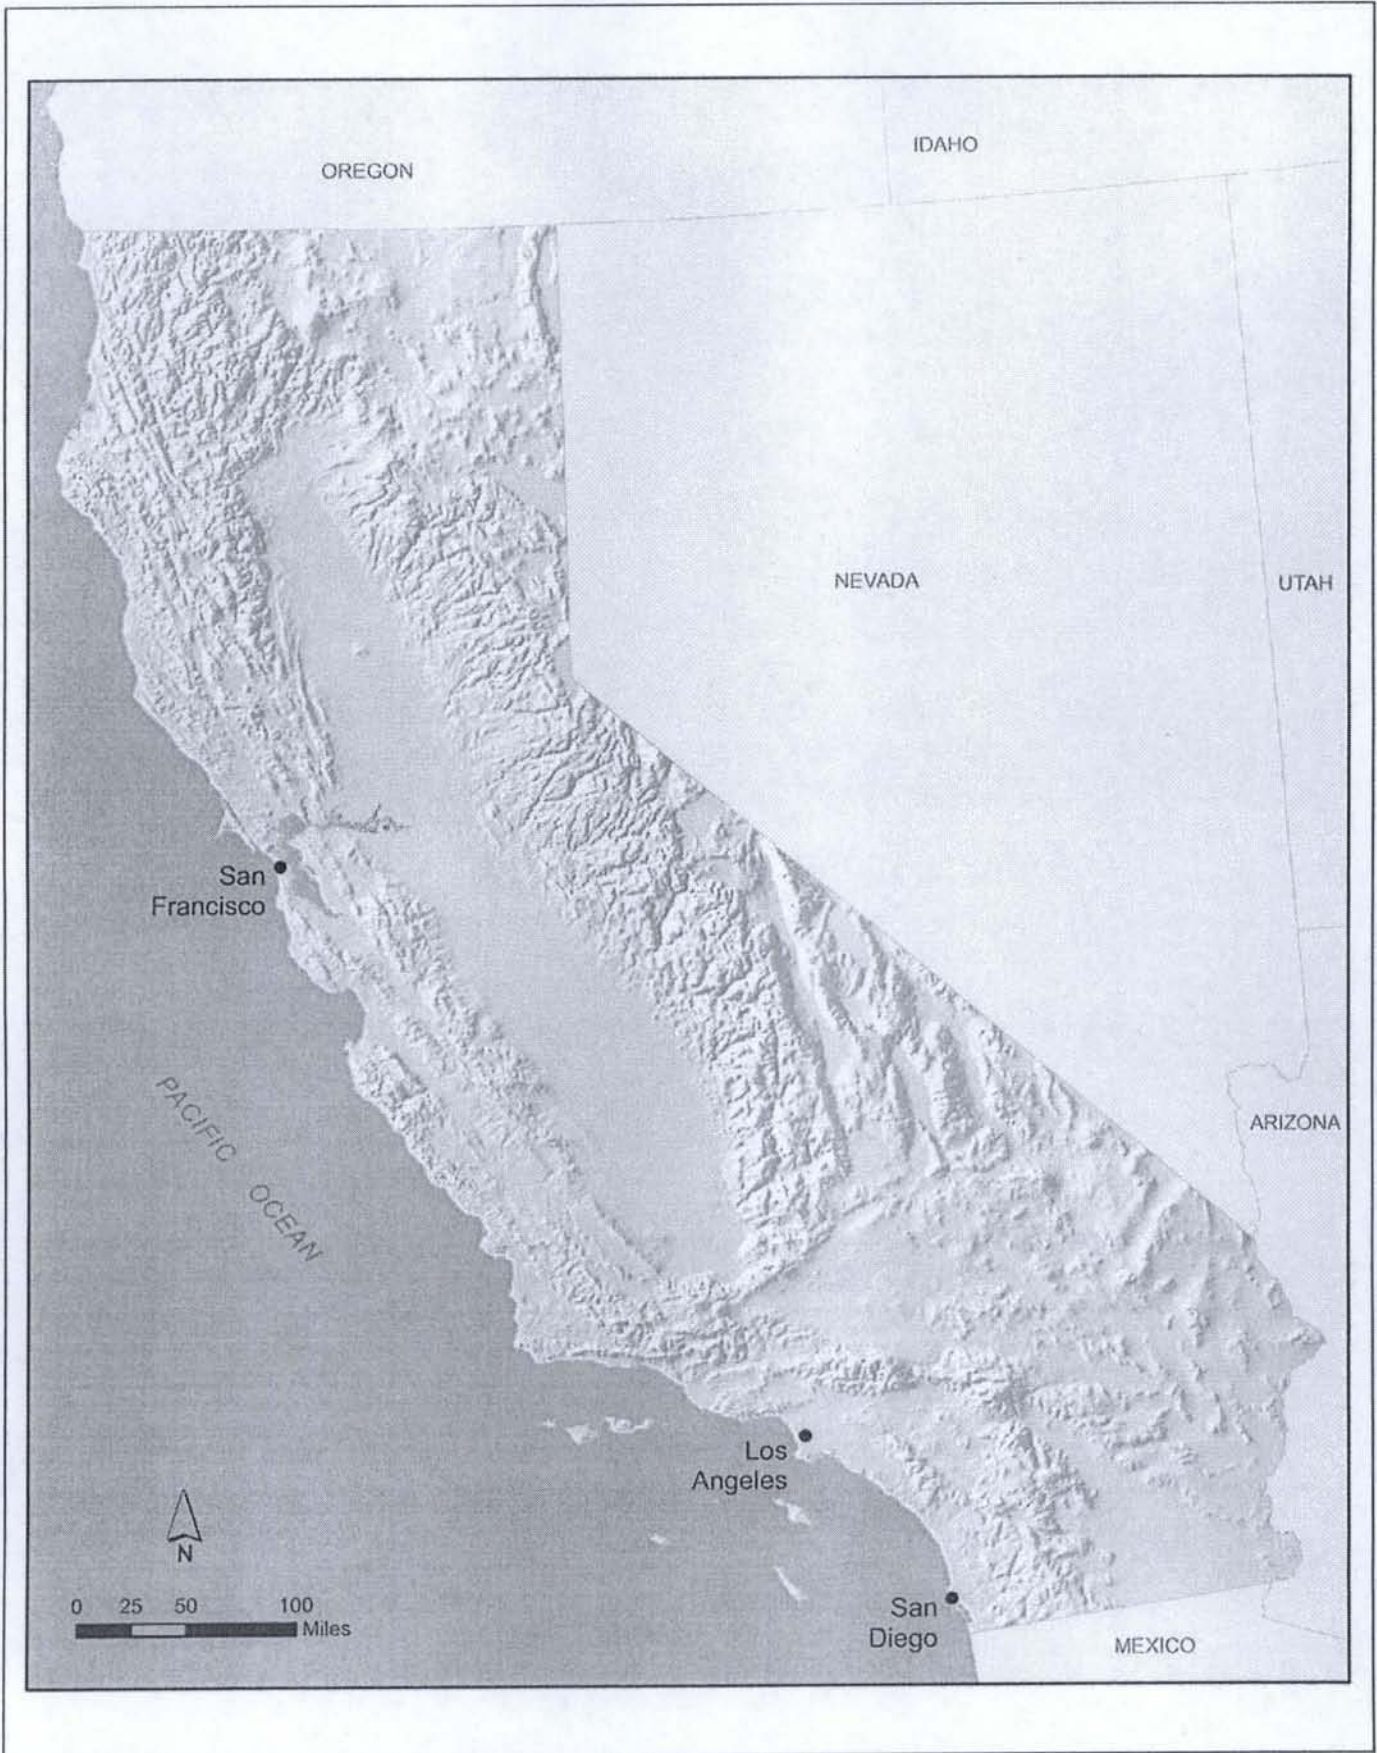 OREGON
IDAHO
NEVADA
UTAH
San
Francisco
PACIFIC OCEAN
ARIZONA
Los
Angeles
N
0 25 50 100
Miles
San
Diego
MEXICO